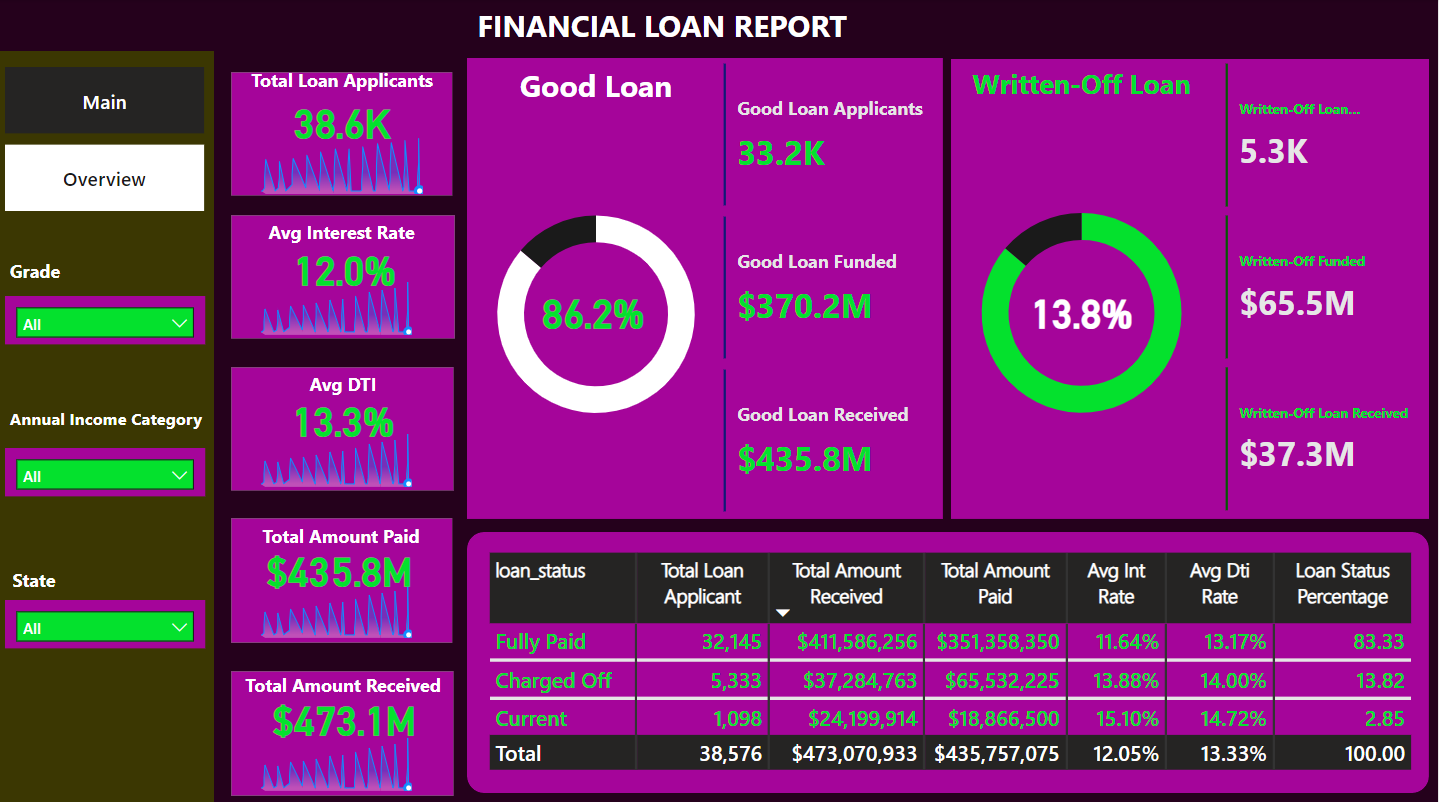 FINANCIAL LOAN REPORT
Main
Overview
Grade
All
Annual Income Category
All
State
All
Total Loan Applicants
38.6K
Avg Interest Rate
12.0%
Avg DTI
13.3%
Total Amount Paid
$435.8M
Total Amount Received
$473.1M
Good Loan
86.2%
Good Loan Applicants
33.2K
Good Loan Funded
$370.2M
Good Loan Received
$435.8M
Written-Off Loan
13.8%
Written-Off Loan...
5.3K
Written-Off Funded
$65.5M
Written-Off Loan Received
$37.3M
loan_status Total Loan Total Amount Total Amount Avg Int Avg Dti Loan Status
Applicant Received Paid Rate Rate Percentage
Fully Paid 32,145 $411,586,256 $351,358,350 11.64% 13.17% 83.33
Charged Off 5,333 $37,284,763 $65,532,225 13.88% 14.00% 13.82
Current 1,098 $24,199,914 $18,866,500 15.10% 14.72% 2.85
Total 38,576 $473,070,933 $435,757,075 12.05% 13.33% 100.00